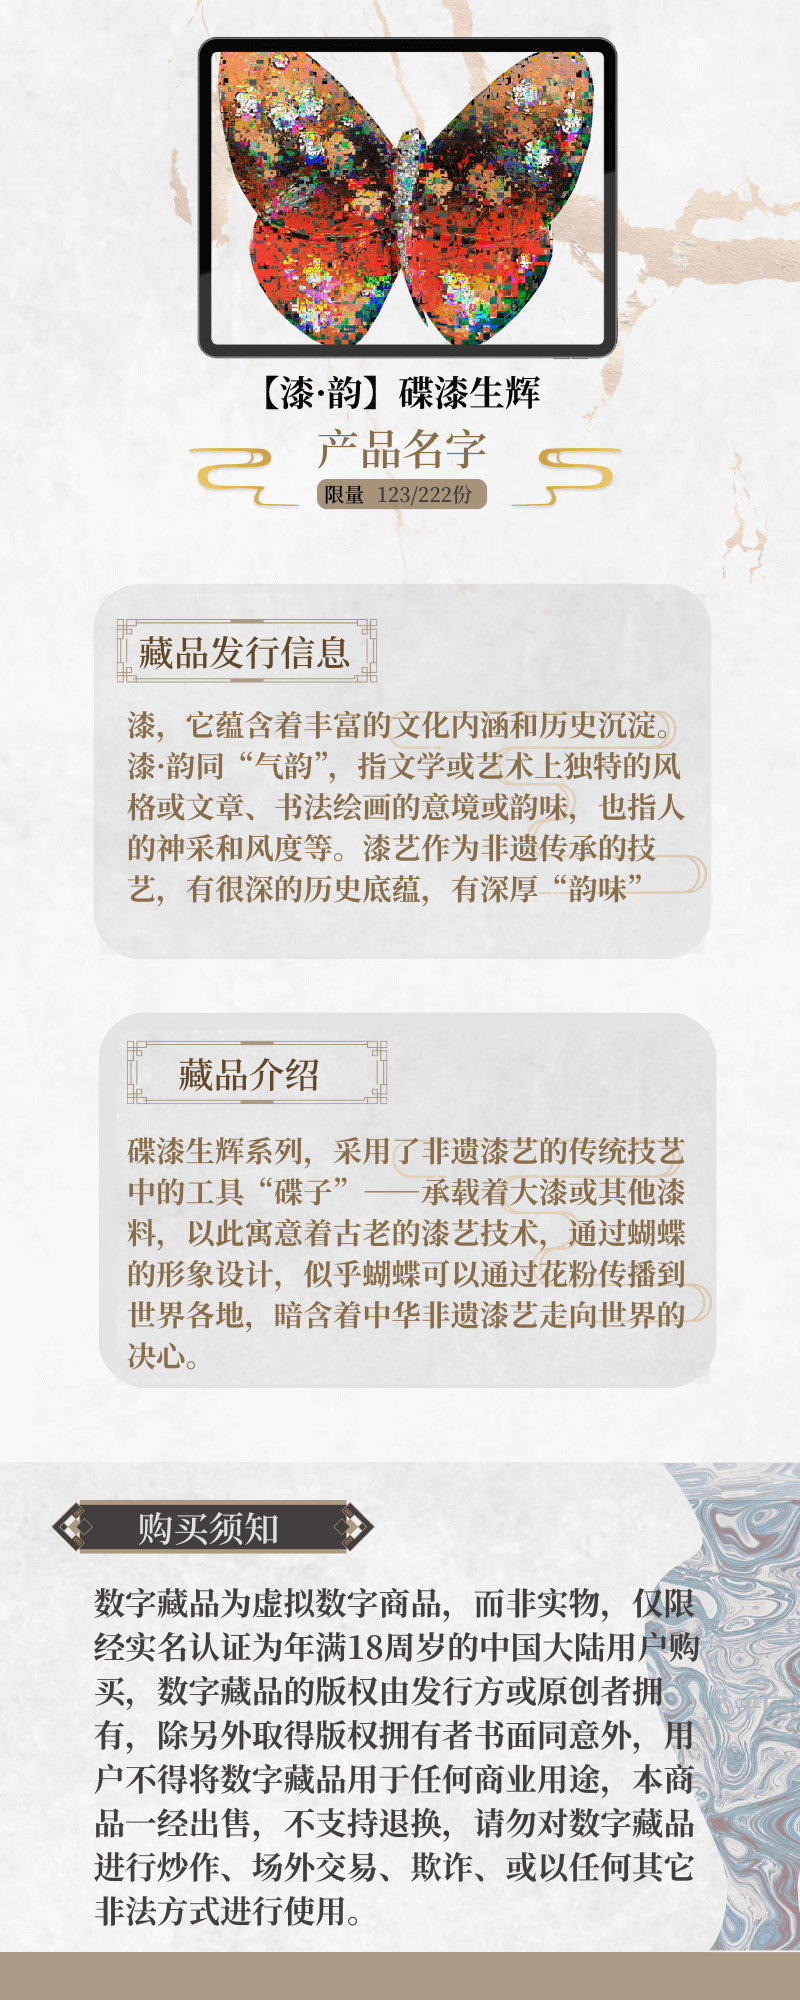 【漆·韵】碟漆生辉
产品名字
限量 123/222份
藏品发行信息
漆，它蕴含着丰富的文化内涵和历史沉淀。
漆·韵同“气韵”，指文学或艺术上独特的风
格或文章、书法绘画的意境或韵味，也指人
的神采和风度等。漆艺作为非遗传承的技
艺，有很深的历史底蕴，有深厚“韵味”
藏品介绍
碟漆生辉系列，采用了非遗漆艺的传统技艺
中的工具“碟子”——承载着大漆或其他漆
料，以此寓意着古老的漆艺技术，通过蝴蝶
的形象设计，似乎蝴蝶可以通过花粉传播到
世界各地，暗含着中华非遗漆艺走向世界的
决心。
购买须知
数字藏品为虚拟数字商品，而非实物，仅限
经实名认证为年满18周岁的中国大陆用户购
买，数字藏品的版权由发行方或原创者拥
有，除另外取得版权拥有者书面同意外，用
户不得将数字藏品用于任何商业用途，本商
品一经出售，不支持退换，请勿对数字藏品
进行炒作、场外交易、欺诈、或以任何其它
非法方式进行使用。